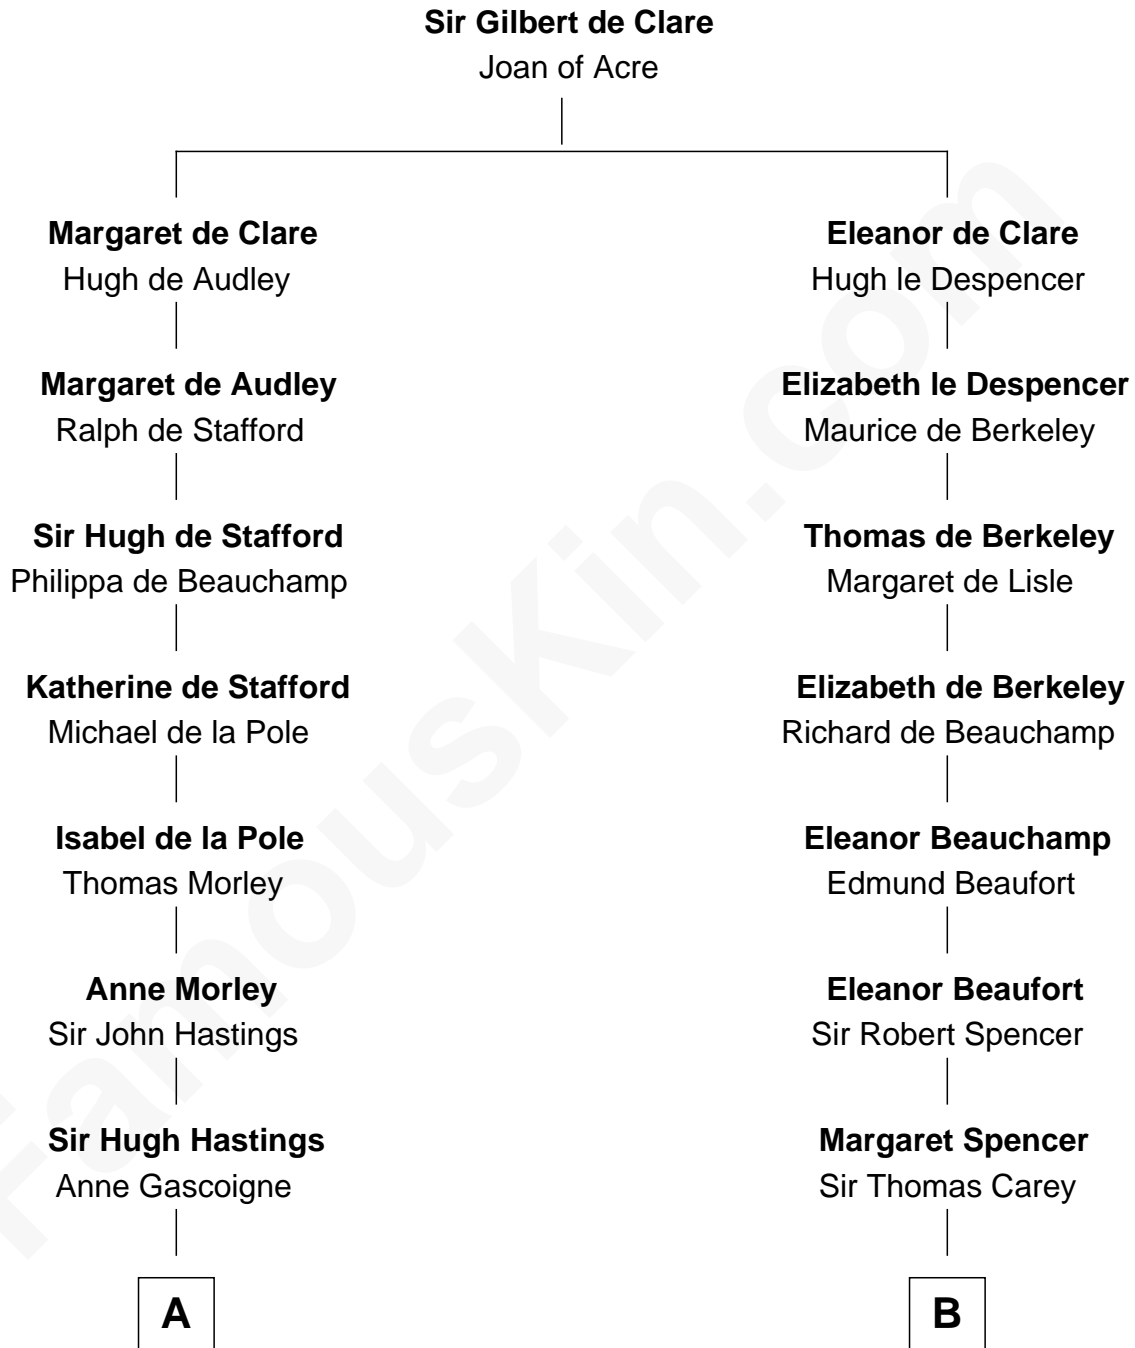 Sir Gilbert de Clare
Joan of Acre
Margaret de Clare
Hugh de Audley
Eleanor de Clare
Hugh le Despencer
Margaret de Audley
Ralph de Stafford
Elizabeth le Despencer
Maurice de Berkeley
Sir Hugh de Stafford
Philippa de Beauchamp
Thomas de Berkeley
Margaret de Lisle
Katherine de Stafford
Michael de la Pole
Elizabeth de Berkeley
Richard de Beauchamp
Isabel de la Pole
Thomas Morley
Eleanor Beauchamp
Edmund Beaufort
Anne Morley
Sir John Hastings
Eleanor Beaufort
Sir Robert Spencer
Sir Hugh Hastings
Anne Gascoigne
Margaret Spencer
Sir Thomas Carey
A
B
FamousKin.com